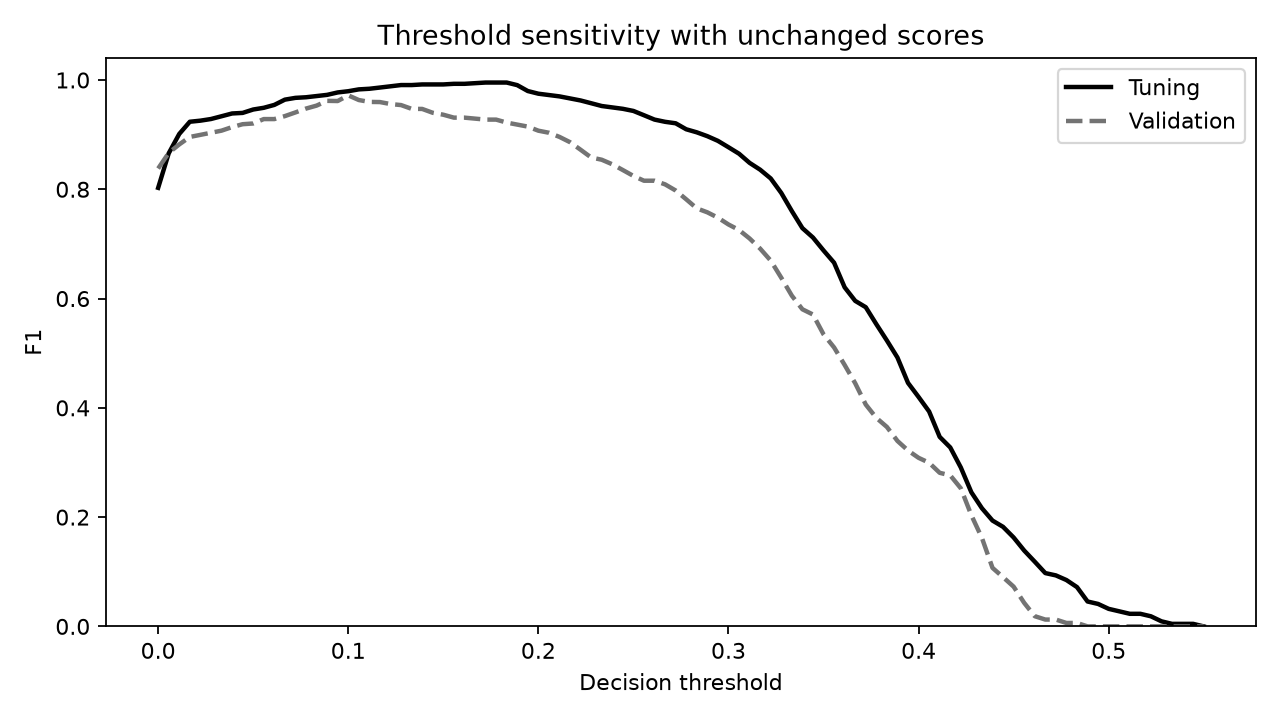 Threshold sensitivity with unchanged scores
Tuning
Validation
F1
1.0
0.8
0.6
0.4
0.2
0.0
0.0
0.1
0.2
0.3
0.4
0.5
Decision threshold